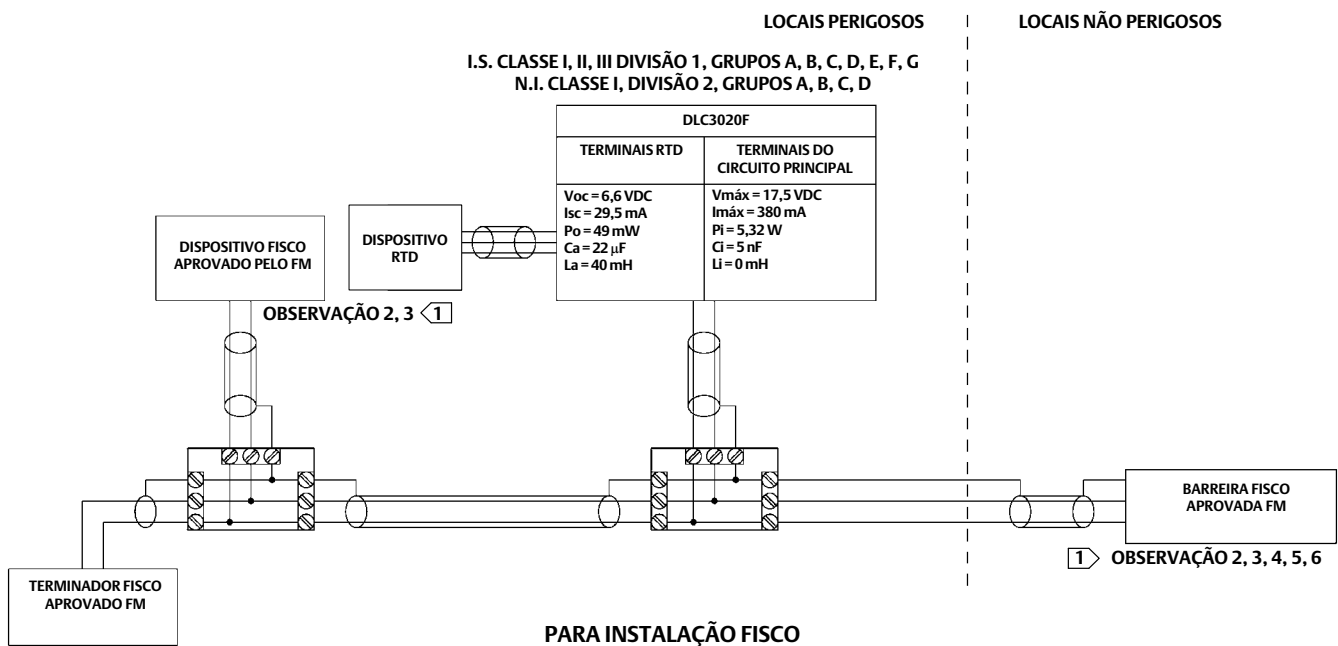 LOCAIS PERIGOSOS
LOCAIS NÃO PERIGOSOS
I.S. CLASSE I, II, III DIVISÃO 1, GRUPOS A, B, C, D, E, F, G
N.I. CLASSE I, DIVISÃO 2, GRUPOS A, B, C, D
DLC3020F
TERMINAIS RTD
Voc = 6,6 VDC
Isc = 29,5 mA
Po = 49 mW
Ca = 22 μF
La = 40 mH
TERMINAIS DO
CIRCUITO PRINCIPAL
Vmáx = 17,5 VDC
Imáx = 380 mA
Pi = 5,32 W
Ci = 5 nF
Li = 0 mH
DISPOSITIVO FISCO
APROVADO PELO FM
DISPOSITIVO
RTD
OBSERVAÇÃO 2, 3 1
BARREIRA FISCO
APROVADA FM
1 OBSERVAÇÃO 2, 3, 4, 5, 6
TERMINADOR FISCO
APROVADO FM
PARA INSTALAÇÃO FISCO